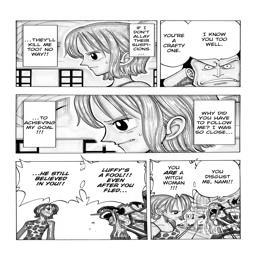 I KNOW
YOU TOO
WELL.
YOU'RE
A
CRAFTY
ONE.
IF I
DON'T
ALLAY
THEIR
SUSPI-
CIONS
...THEY'LL
KILL ME
TOO! NO
WAY!!
WHY DID
YOU HAVE
TO FOLLOW
ME? I WAS
SO
CLOSE...
...TO
ACHIEVING
MY GOAL
!!!
YOU
DISGUST
ME, NAMI!!
YOU
ARE A
WITCH
WOMAN
!!!
LUFFY'S
A FOOL!!!
EVEN
AFTER YOU
FLED...
...HE STILL
BELIEVED
IN YOU!!